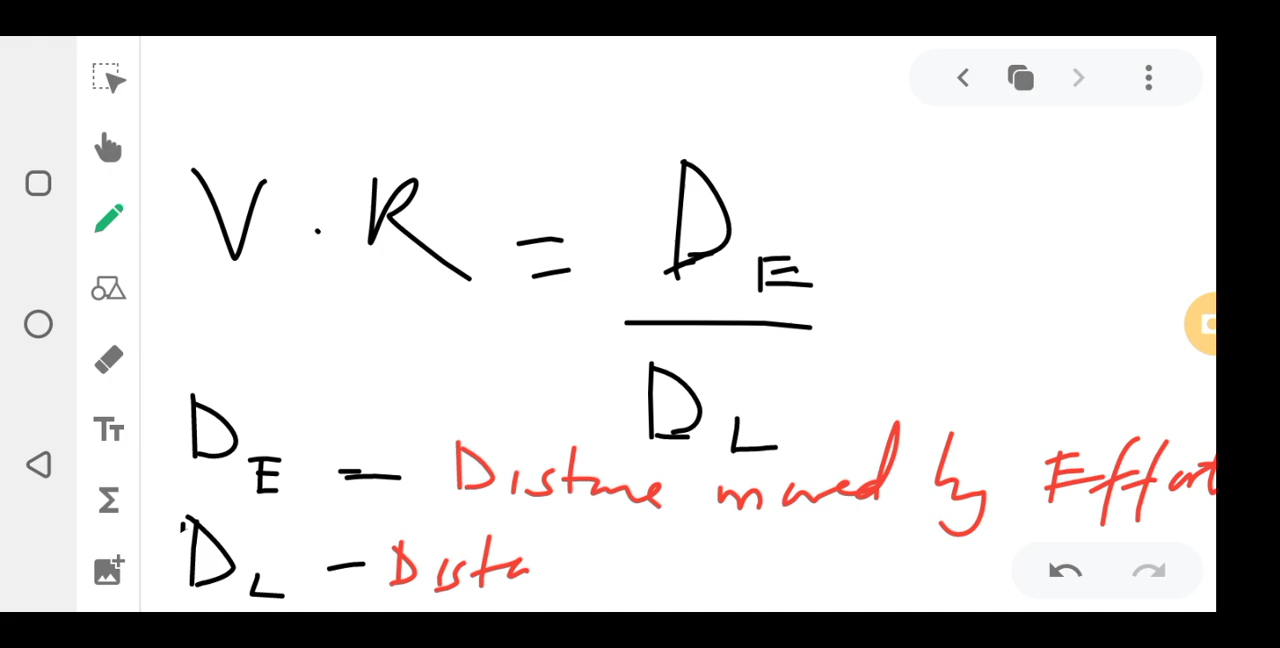 V . R = D_E / D_L
D_E - Distance moved by Effort
D_L - Dista